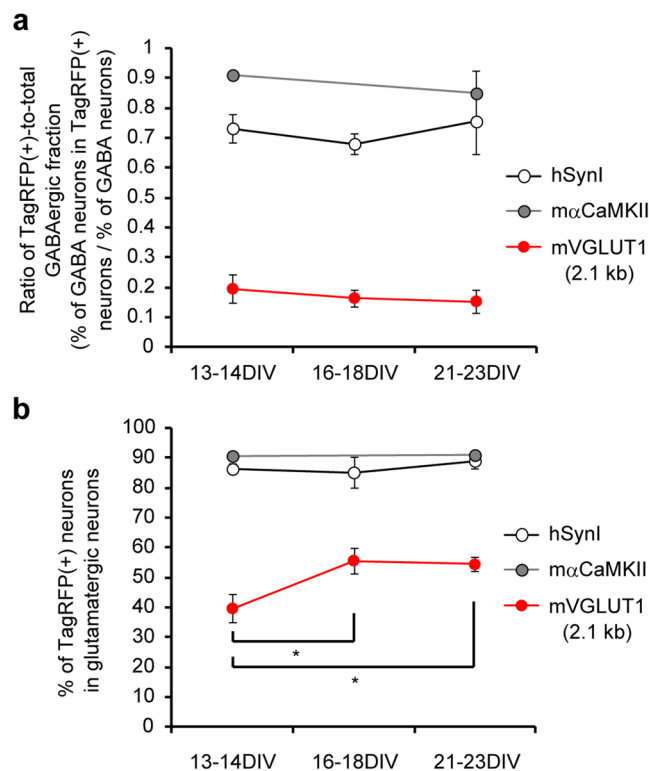 a
Ratio of TagRFP(+)-to-total
GABAergic fraction
(% of GABA neurons in TagRFP(+)
neurons / % of GABA neurons)
1
0.9
0.8
0.7
0.6
0.5
0.4
0.3
0.2
0.1
0
13-14DIV 16-18DIV 21-23DIV
hSynI
mαCaMKII
mVGLUT1
(2.1 kb)
b
% of TagRFP(+) neurons
in glutamatergic neurons
100
90
80
70
60
50
40
30
20
10
0
*
*
13-14DIV 16-18DIV 21-23DIV
hSynI
mαCaMKII
mVGLUT1
(2.1 kb)